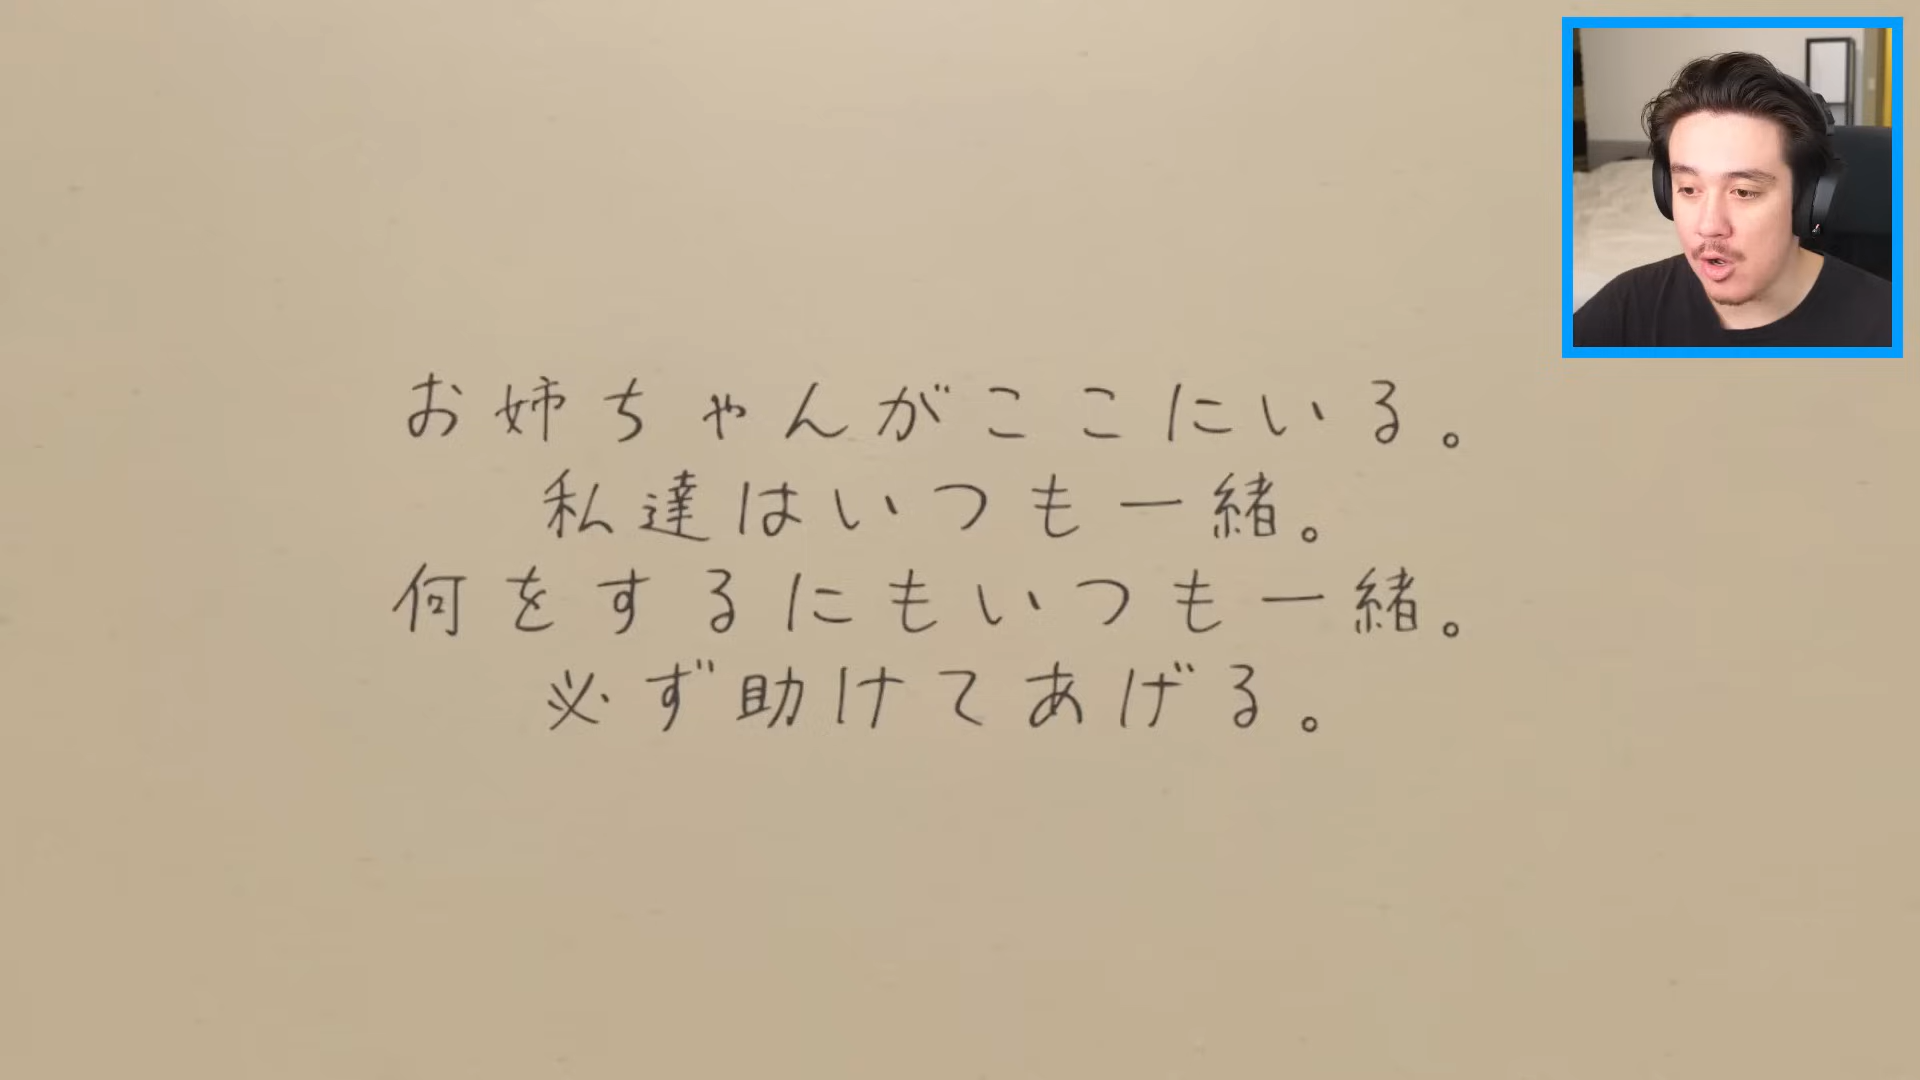 お姉ちゃんがここにいる。
私達はいつも一緒。
何をするにもいつも一緒。
必ず助けてあげる。